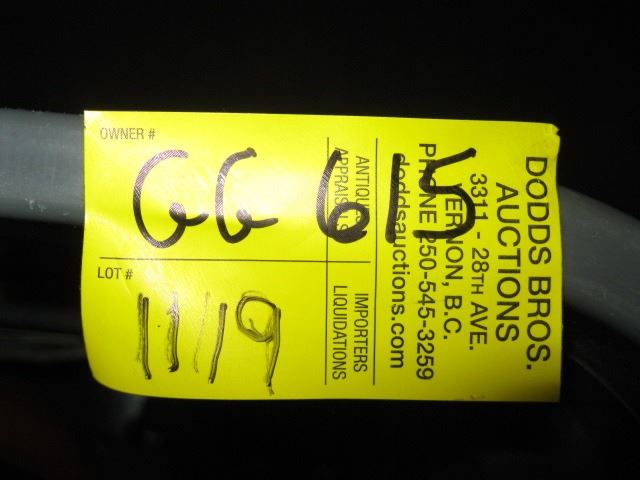 OWNER #
GG 65
LOT #
1119
ANTIQUES
APPRAISALS
IMPORTERS
LIQUIDATIONS
DODDS BROS.
AUCTIONS
3311 - 28TH AVE.
VERNON, B.C.
PHONE 250-545-3259
doddsauctions.com